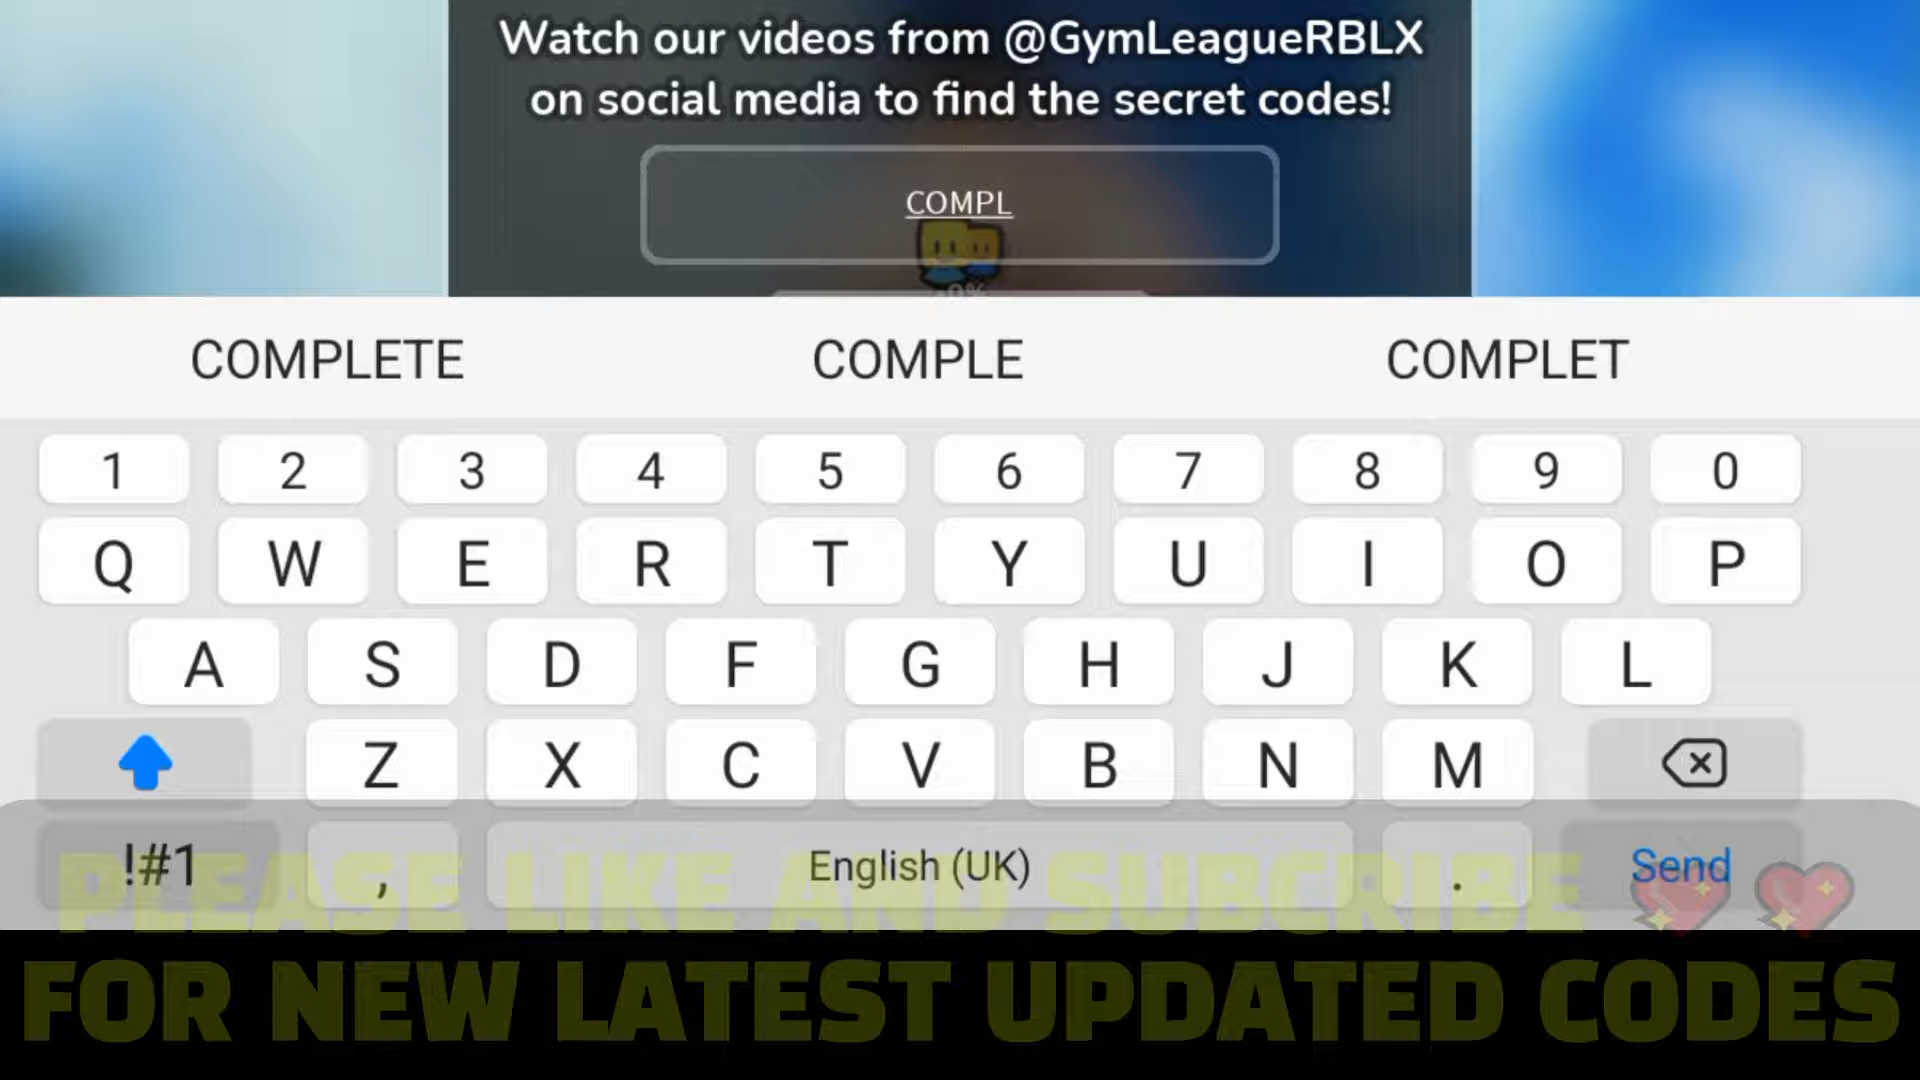 Watch our videos from @GymLeagueRBLX
on social media to find the secret codes!
COMPL
COMPLETE COMPLE COMPLET
1 2 3 4 5 6 7 8 9 0
Q W E R T Y U I O P
A S D F G H J K L
Z X C V B N M
!#1 , English (UK) . Send
PLEASE LIKE AND SUBCRIBE
FOR NEW LATEST UPDATED CODES